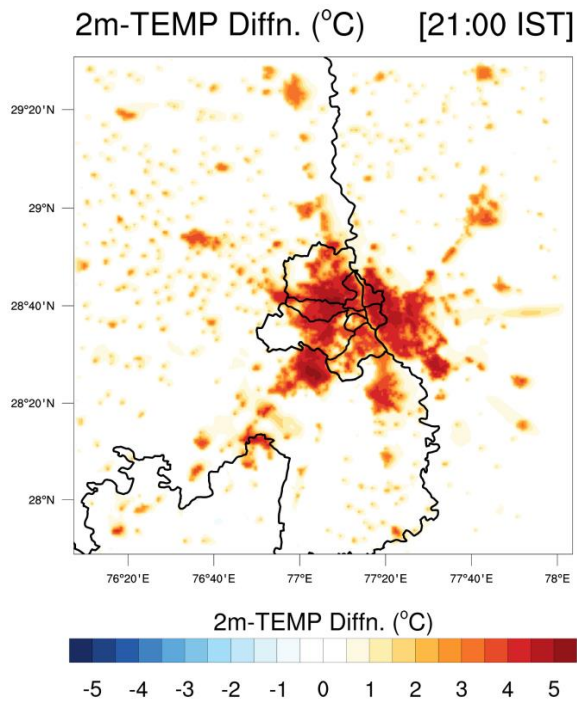 2m-TEMP Diffn. (°C) [21:00 IST]
29°20'N
29°N
28°40'N
28°20'N
28°N
76°20'E 76°40'E 77°E 77°20'E 77°40'E 78°E
2m-TEMP Diffn. (°C)
-5 -4 -3 -2 -1 0 1 2 3 4 5